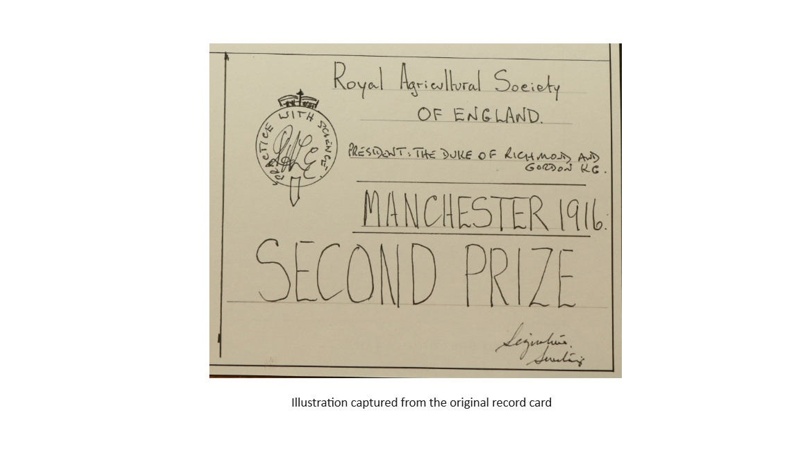 Royal Agricultural Society
OF ENGLAND.
PRACTICE WITH SCIENCE
PRESIDENT: THE DUKE OF RICHMOND AND
GORDON K.G.
MANCHESTER 1916.
SECOND PRIZE
Signature.
Illustration captured from the original record card